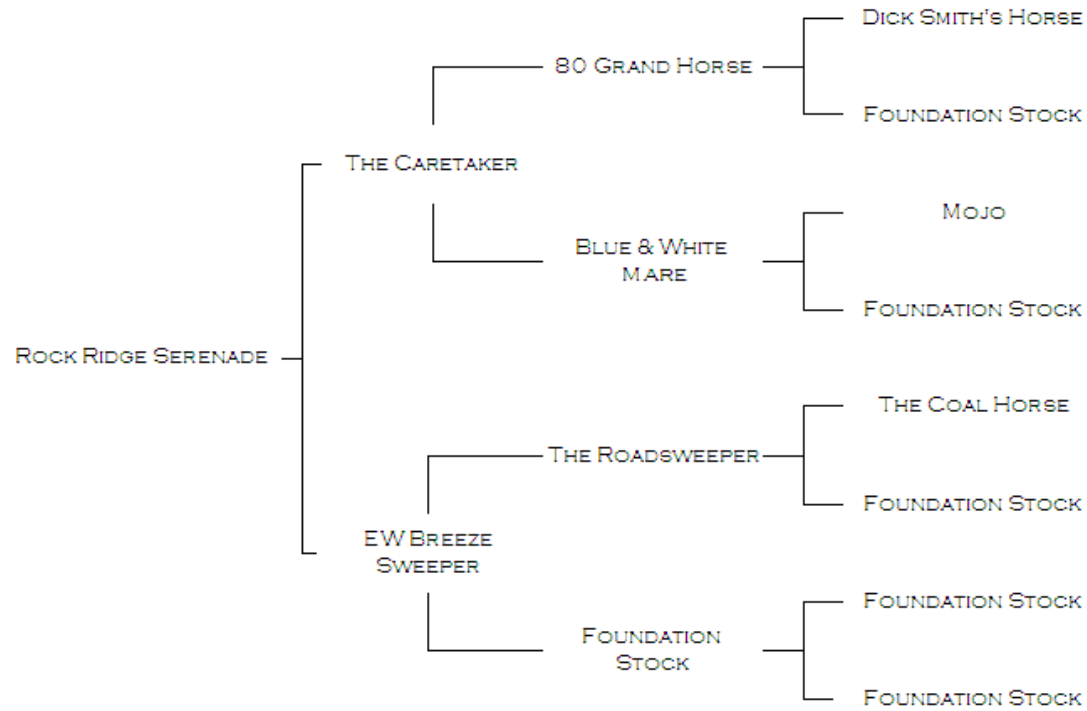 Dick Smith's Horse
80 Grand Horse
Foundation Stock
The Caretaker
Mojo
Blue & White
Mare
Foundation Stock
Rock Ridge Serenade
The Coal Horse
The Roadsweeper
Foundation Stock
EW Breeze
Sweeper
Foundation Stock
Foundation
Stock
Foundation Stock